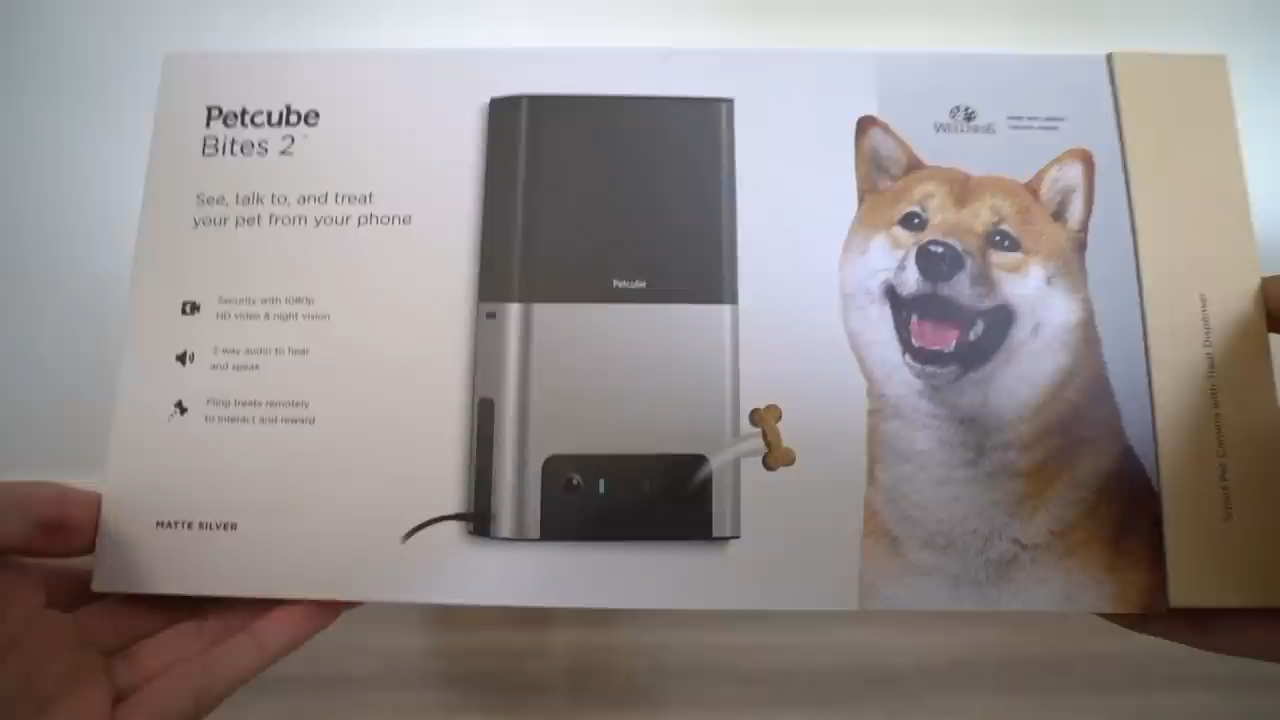 Petcube
Bites 2
See, talk to, and treat
your pet from your phone
Security with 1080p
HD video & night vision
2-way audio to hear
and speak
Fling treats remotely
to interact and reward
MATTE SILVER
Petcube
WELLNESS
Smart Pet Camera with Treat Dispenser